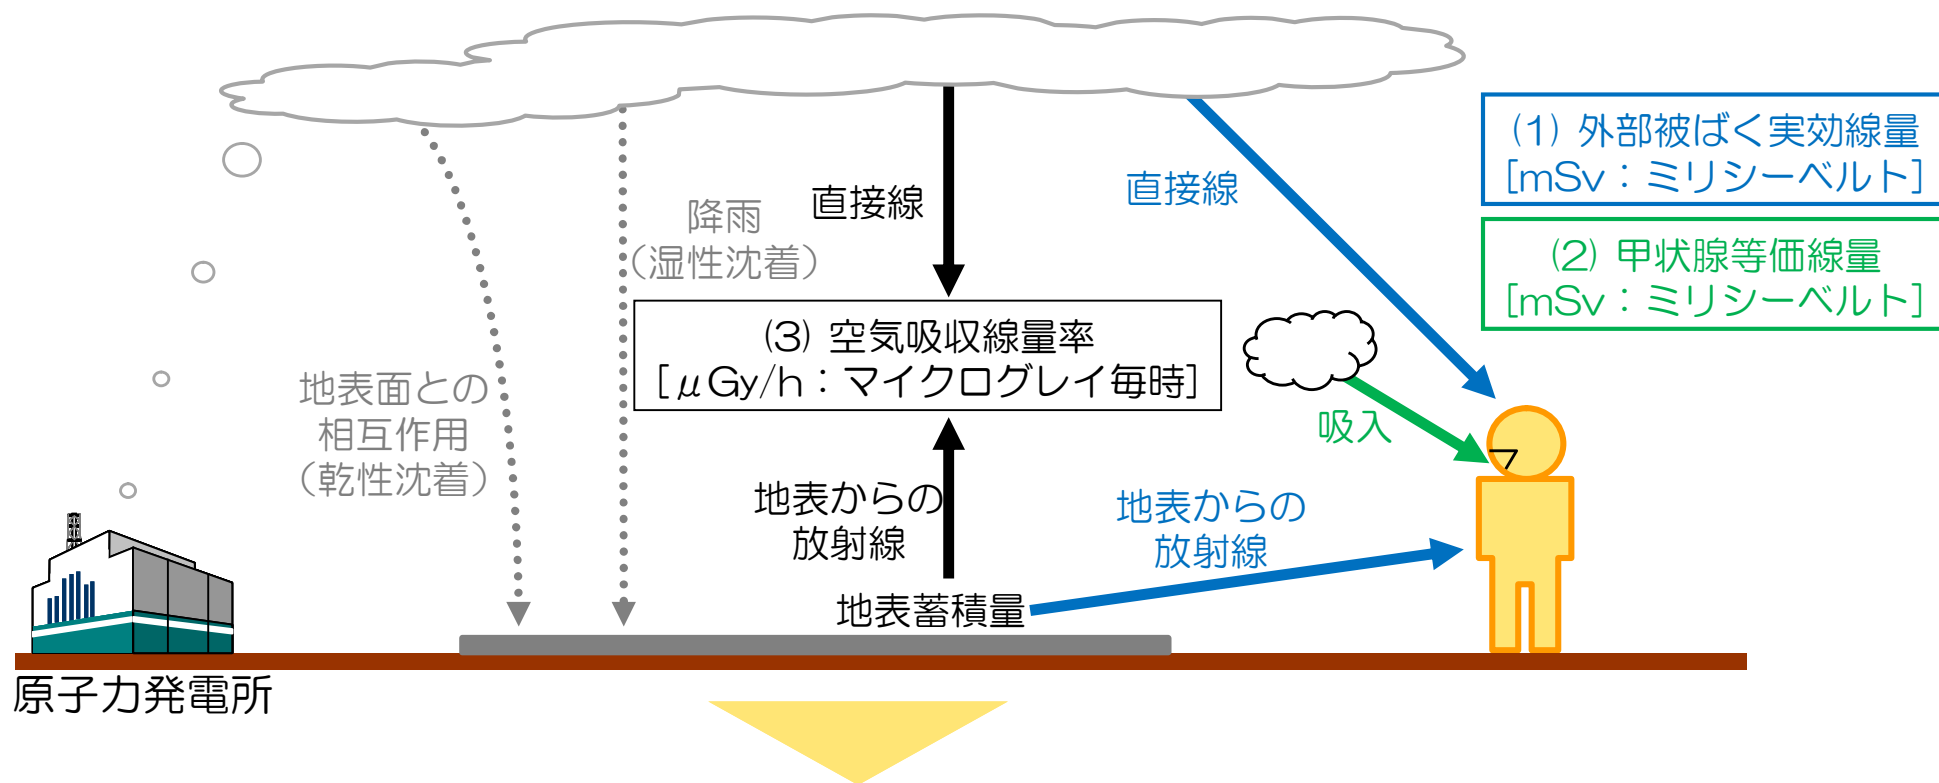 (1) 外部被ばく実効線量
[mSv：ミリシーベルト]
(2) 甲状腺等価線量
[mSv：ミリシーベルト]
直接線
直接線
降雨
（湿性沈着）
(3) 空気吸収線量率
[μGy/h：マイクログレイ毎時]
地表面との
相互作用
（乾性沈着）
吸入
地表からの
放射線
地表からの
放射線
地表蓄積量
原子力発電所